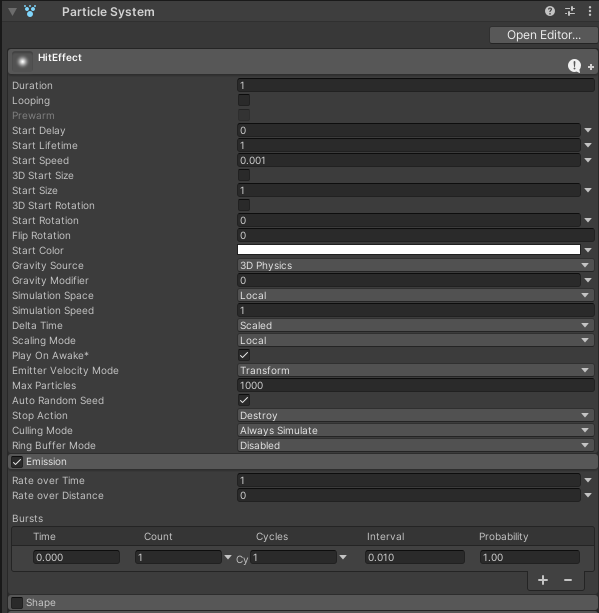 Particle System
Open Editor...
HitEffect
Duration 1
Looping
Prewarm
Start Delay 0
Start Lifetime 1
Start Speed 0.001
3D Start Size
Start Size 1
3D Start Rotation
Start Rotation 0
Flip Rotation 0
Start Color
Gravity Source 3D Physics
Gravity Modifier 0
Simulation Space Local
Simulation Speed 1
Delta Time Scaled
Scaling Mode Local
Play On Awake*
Emitter Velocity Mode Transform
Max Particles 1000
Auto Random Seed
Stop Action Destroy
Culling Mode Always Simulate
Ring Buffer Mode Disabled
Emission
Rate over Time 1
Rate over Distance 0
Bursts
Time Count Cycles Interval Probability
0.000 1 Cy 1 0.010 1.00
Shape